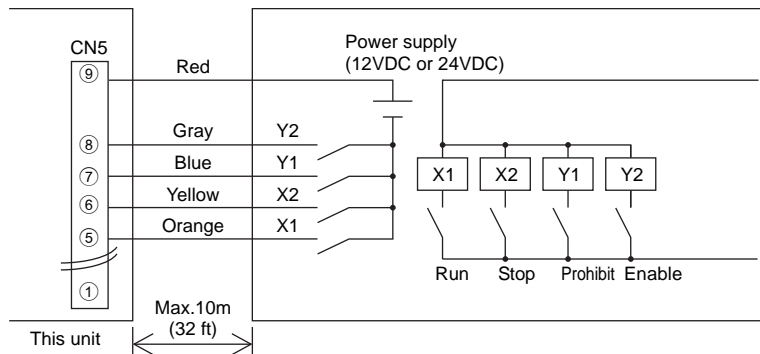 CN5
Power supply
(12VDC or 24VDC)
⑨ Red
⑧ Gray Y2
⑦ Blue Y1
⑥ Yellow X2
⑤ Orange X1
①
X1 X2 Y1 Y2
Run Stop Prohibit Enable
Max.10m
(32 ft)
This unit